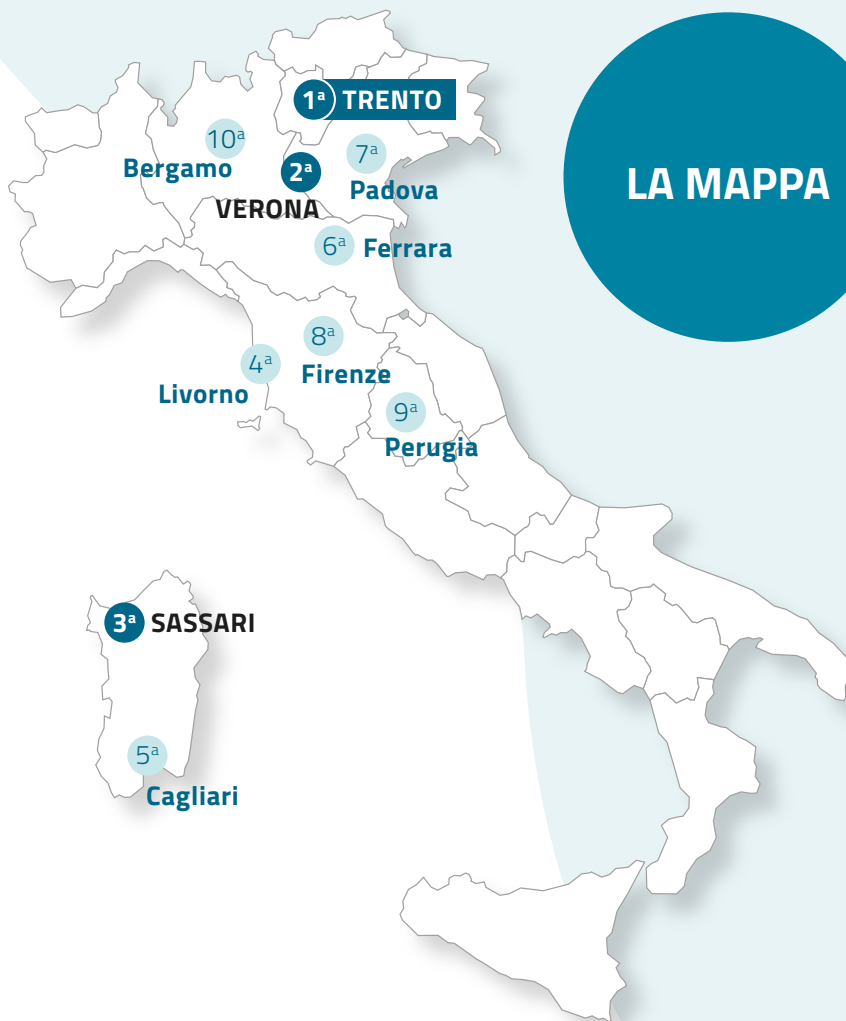 1ª TRENTO
LA MAPPA
10ª
Bergamo
2ª
VERONA
7ª
Padova
6ª Ferrara
8ª
Firenze
4ª
Livorno
9ª
Perugia
3ª SASSARI
5ª
Cagliari